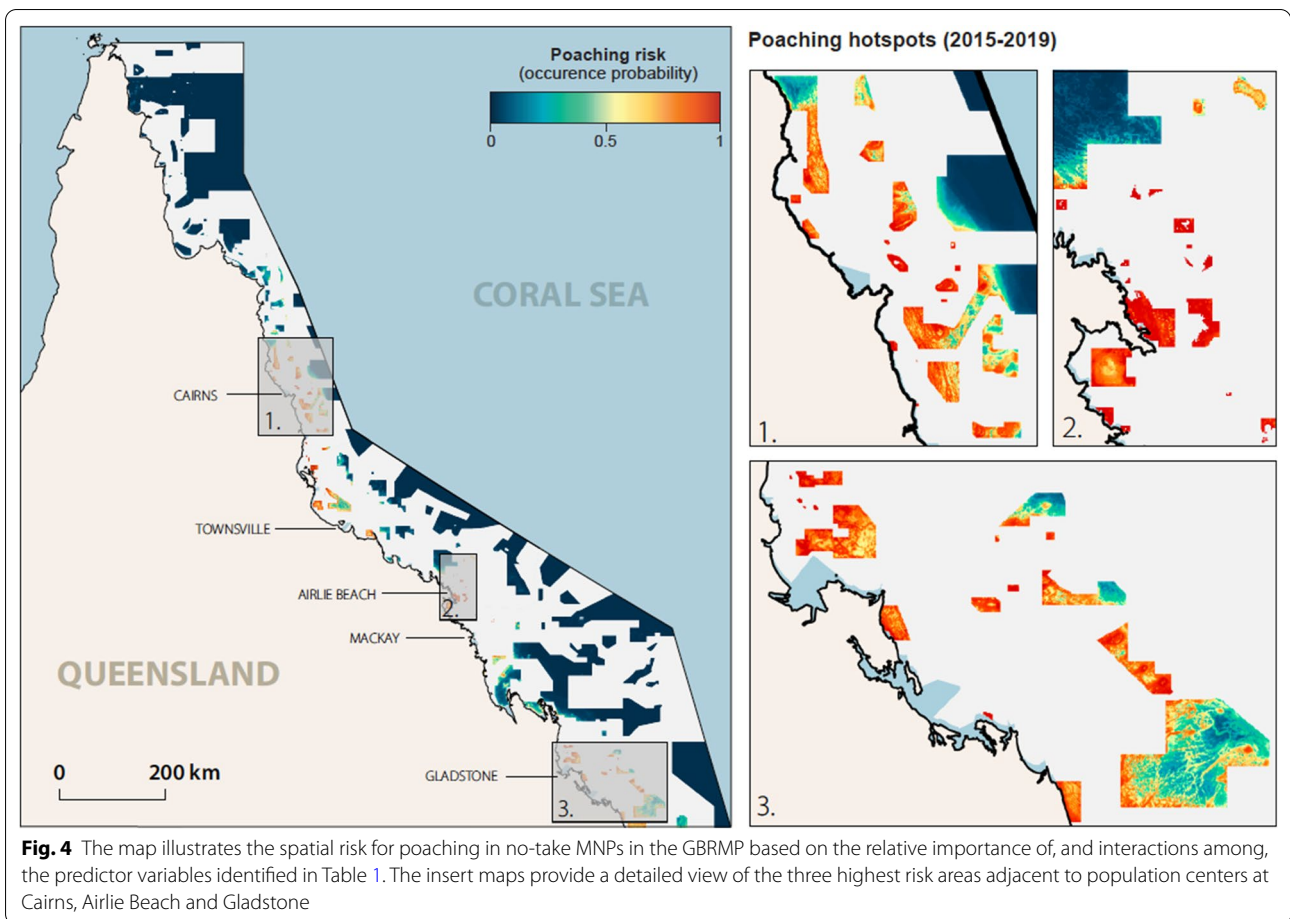 Poaching risk
(occurence probability)
0 0.5 1
CORAL SEA
CAIRNS
1.
TOWNSVILLE
AIRLIE BEACH
2.
MACKAY
QUEENSLAND
0 200 km
GLADSTONE
3.
Poaching hotspots (2015-2019)
1.
2.
3.
Fig. 4 The map illustrates the spatial risk for poaching in no-take MNPs in the GBRMP based on the relative importance of, and interactions among,
the predictor variables identified in Table 1. The insert maps provide a detailed view of the three highest risk areas adjacent to population centers at
Cairns, Airlie Beach and Gladstone